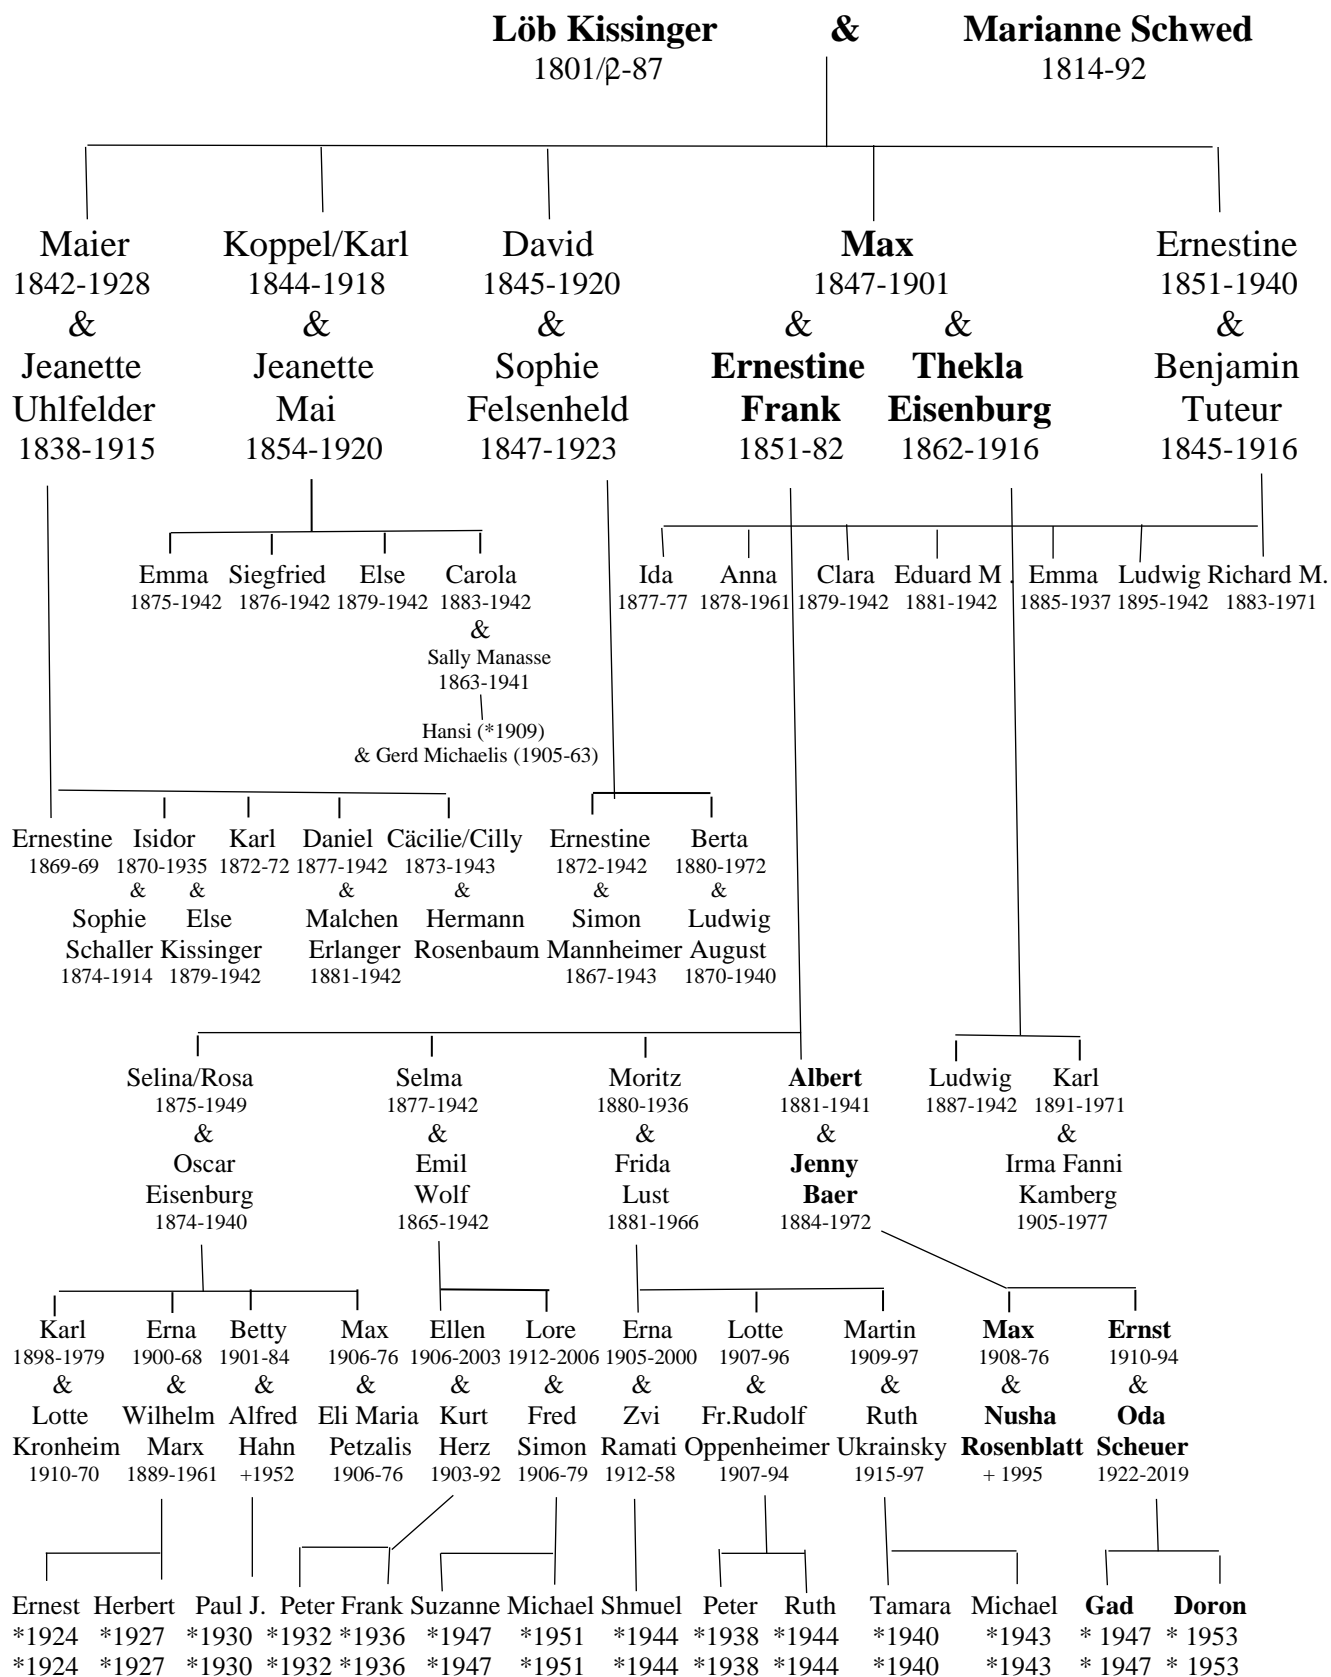 Löb Kissinger & Marianne Schwed
1801/2-87 1814-92
Maier Koppel/Karl David Max Ernestine
1842-1928 1844-1918 1845-1920 1847-1901 1851-1940
& & & & & &
Jeanette Jeanette Sophie Ernestine Thekla Benjamin
Uhlfelder Mai Felsenheld Frank Eisenburg Tuteur
1838-1915 1854-1920 1847-1923 1851-82 1862-1916 1845-1916
Emma Siegfried Else Carola Ida Anna Clara Eduard M . Emma Ludwig Richard M.
1875-1942 1876-1942 1879-1942 1883-1942 1877-77 1878-1961 1879-1942 1881-1942 1885-1937 1895-1942 1883-1971
&
Sally Manasse
1863-1941
Hansi (*1909)
& Gerd Michaelis (1905-63)
Ernestine Isidor Karl Daniel Cäcilie/Cilly Ernestine Berta
1869-69 1870-1935 1872-72 1877-1942 1873-1943 1872-1942 1880-1972
& & & & & &
Sophie Else Malchen Hermann Simon Ludwig
Schaller Kissinger Erlanger Rosenbaum Mannheimer August
1874-1914 1879-1942 1881-1942 1867-1943 1870-1940
Selina/Rosa Selma Moritz Albert Ludwig Karl
1875-1949 1877-1942 1880-1936 1881-1941 1887-1942 1891-1971
& & & & &
Oscar Emil Frida Jenny Irma Fanni
Eisenburg Wolf Lust Baer Kamberg
1874-1940 1865-1942 1881-1966 1884-1972 1905-1977
Karl Erna Betty Max Ellen Lore Erna Lotte Martin Max Ernst
1898-1979 1900-68 1901-84 1906-76 1906-2003 1912-2006 1905-2000 1907-96 1909-97 1908-76 1910-94
& & & & & & & & & & &
Lotte Wilhelm Alfred Eli Maria Kurt Fred Zvi Fr.Rudolf Ruth Nusha Oda
Kronheim Marx Hahn Petzalis Herz Simon Ramati Oppenheimer Ukrainsky Rosenblatt Scheuer
1910-70 1889-1961 +1952 1906-76 1903-92 1906-79 1912-58 1907-94 1915-97 + 1995 1922-2019
Ernest Herbert Paul J. Peter Frank Suzanne Michael Shmuel Peter Ruth Tamara Michael Gad Doron
*1924 *1927 *1930 *1932 *1936 *1947 *1951 *1944 *1938 *1944 *1940 *1943 * 1947 * 1953
*1924 *1927 *1930 *1932 *1936 *1947 *1951 *1944 *1938 *1944 *1940 *1943 * 1947 * 1953